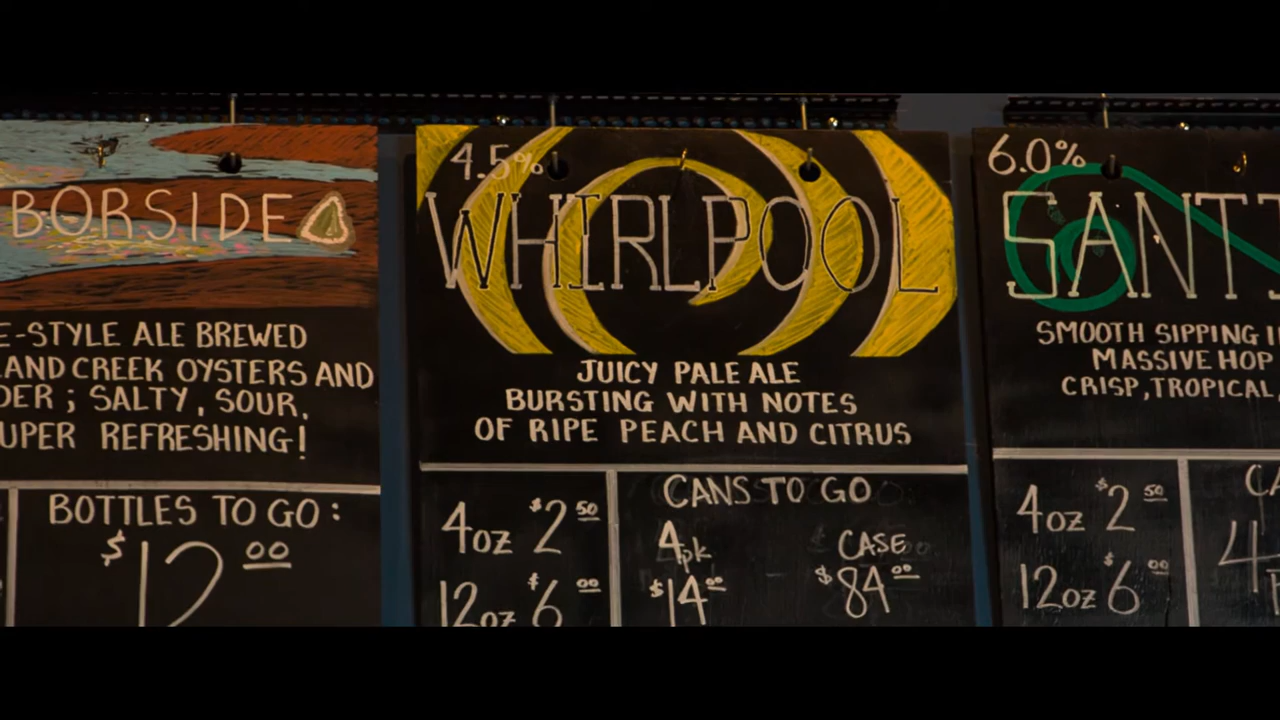 BORSIDE
E-STYLE ALE BREWED
LAND CREEK OYSTERS AND
DER; SALTY, SOUR,
UPER REFRESHING!
BOTTLES TO GO:
$12 00
4.5%
WHIRLPOOL
JUICY PALE ALE
BURSTING WITH NOTES
OF RIPE PEACH AND CITRUS
4oz $2 50
12oz $6 00
CANS TO GO
4pk CASE
$14 00 $84 00
6.0%
SANT
SMOOTH SIPPING I
MASSIVE HOP
CRISP, TROPICAL,
4oz $2 50
12oz $6 00
CA
4